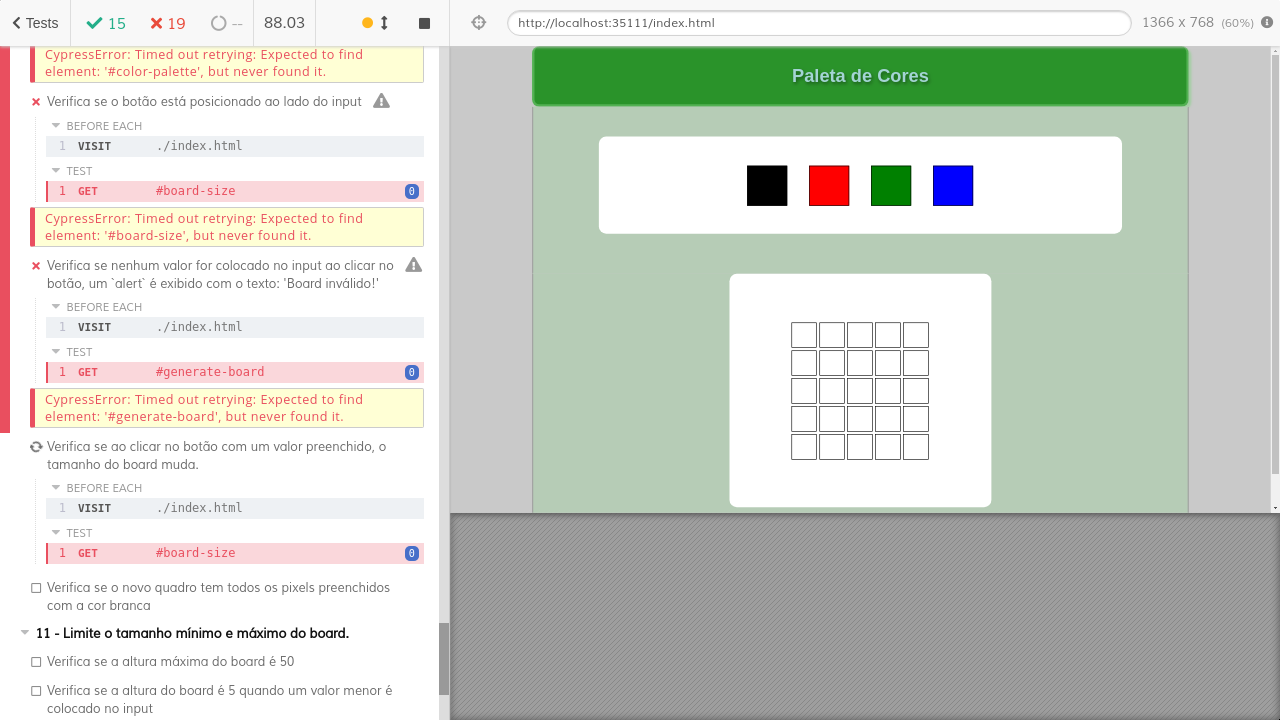 Tests
15
19
--
88.03
http://localhost:35111/index.html
1366 x 768 (60%)
CypressError: Timed out retrying: Expected to find
element: '#color-palette', but never found it.
Verifica se o botão está posicionado ao lado do input
BEFORE EACH
1 VISIT ./index.html
TEST
1 GET #board-size 0
CypressError: Timed out retrying: Expected to find
element: '#board-size', but never found it.
Verifica se nenhum valor for colocado no input ao clicar no
botão, um `alert` é exibido com o texto: 'Board inválido!'
BEFORE EACH
1 VISIT ./index.html
TEST
1 GET #generate-board 0
CypressError: Timed out retrying: Expected to find
element: '#generate-board', but never found it.
Verifica se ao clicar no botão com um valor preenchido, o
tamanho do board muda.
BEFORE EACH
1 VISIT ./index.html
TEST
1 GET #board-size 0
Verifica se o novo quadro tem todos os pixels preenchidos
com a cor branca
11 - Limite o tamanho mínimo e máximo do board.
Verifica se a altura máxima do board é 50
Verifica se a altura do board é 5 quando um valor menor é
colocado no input
Paleta de Cores